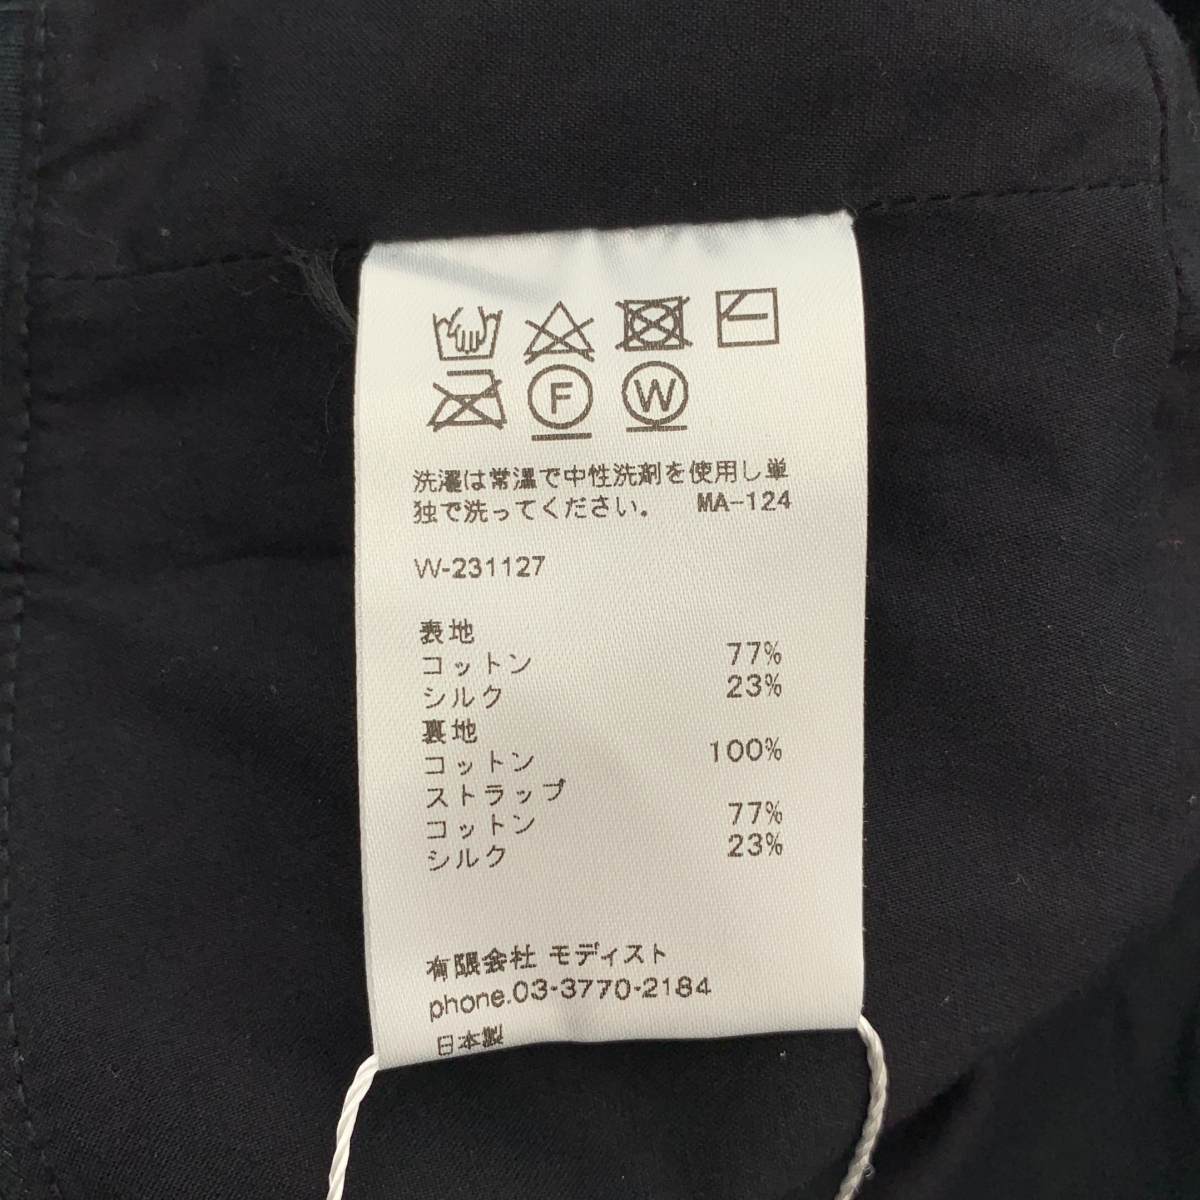 F W
洗濯は常温で中性洗剤を使用し単
独で洗ってください。 MA-124
W-231127
表地
コットン 77%
シルク 23%
裏地
コットン 100%
ストラップ
コットン 77%
シルク 23%
有限会社 モディスト
phone.03-3770-2184
日本製